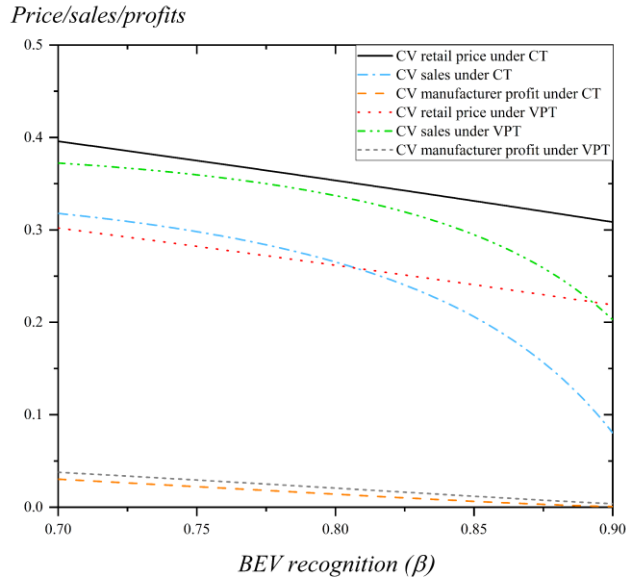 Price/sales/profits
0.5
CV retail price under CT
CV sales under CT
CV manufacturer profit under CT
CV retail price under VPT
CV sales under VPT
CV manufacturer profit under VPT
0.4
0.3
0.2
0.1
0.0
0.70 0.75 0.80 0.85 0.90
BEV recognition (β)